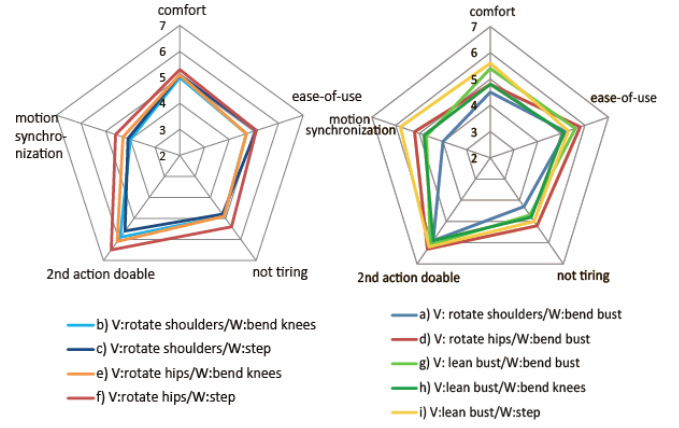 comfort
7
6
5
4
3
2
ease-of-use
not tiring
2nd action doable
motion
synchro-
nization
b) V:rotate shoulders/W:bend knees
c) V:rotate shoulders/W:step
e) V:rotate hips/W:bend knees
f) V:rotate hips/W:step
comfort
7
6
5
4
3
2
ease-of-use
not tiring
2nd action doable
motion
synchronization
a) V: rotate shoulders/W:bend bust
d) V: rotate hips/W:bend bust
g) V: lean bust/W:bend bust
h) V:lean bust/W:bend knees
i) V:lean bust/W:step